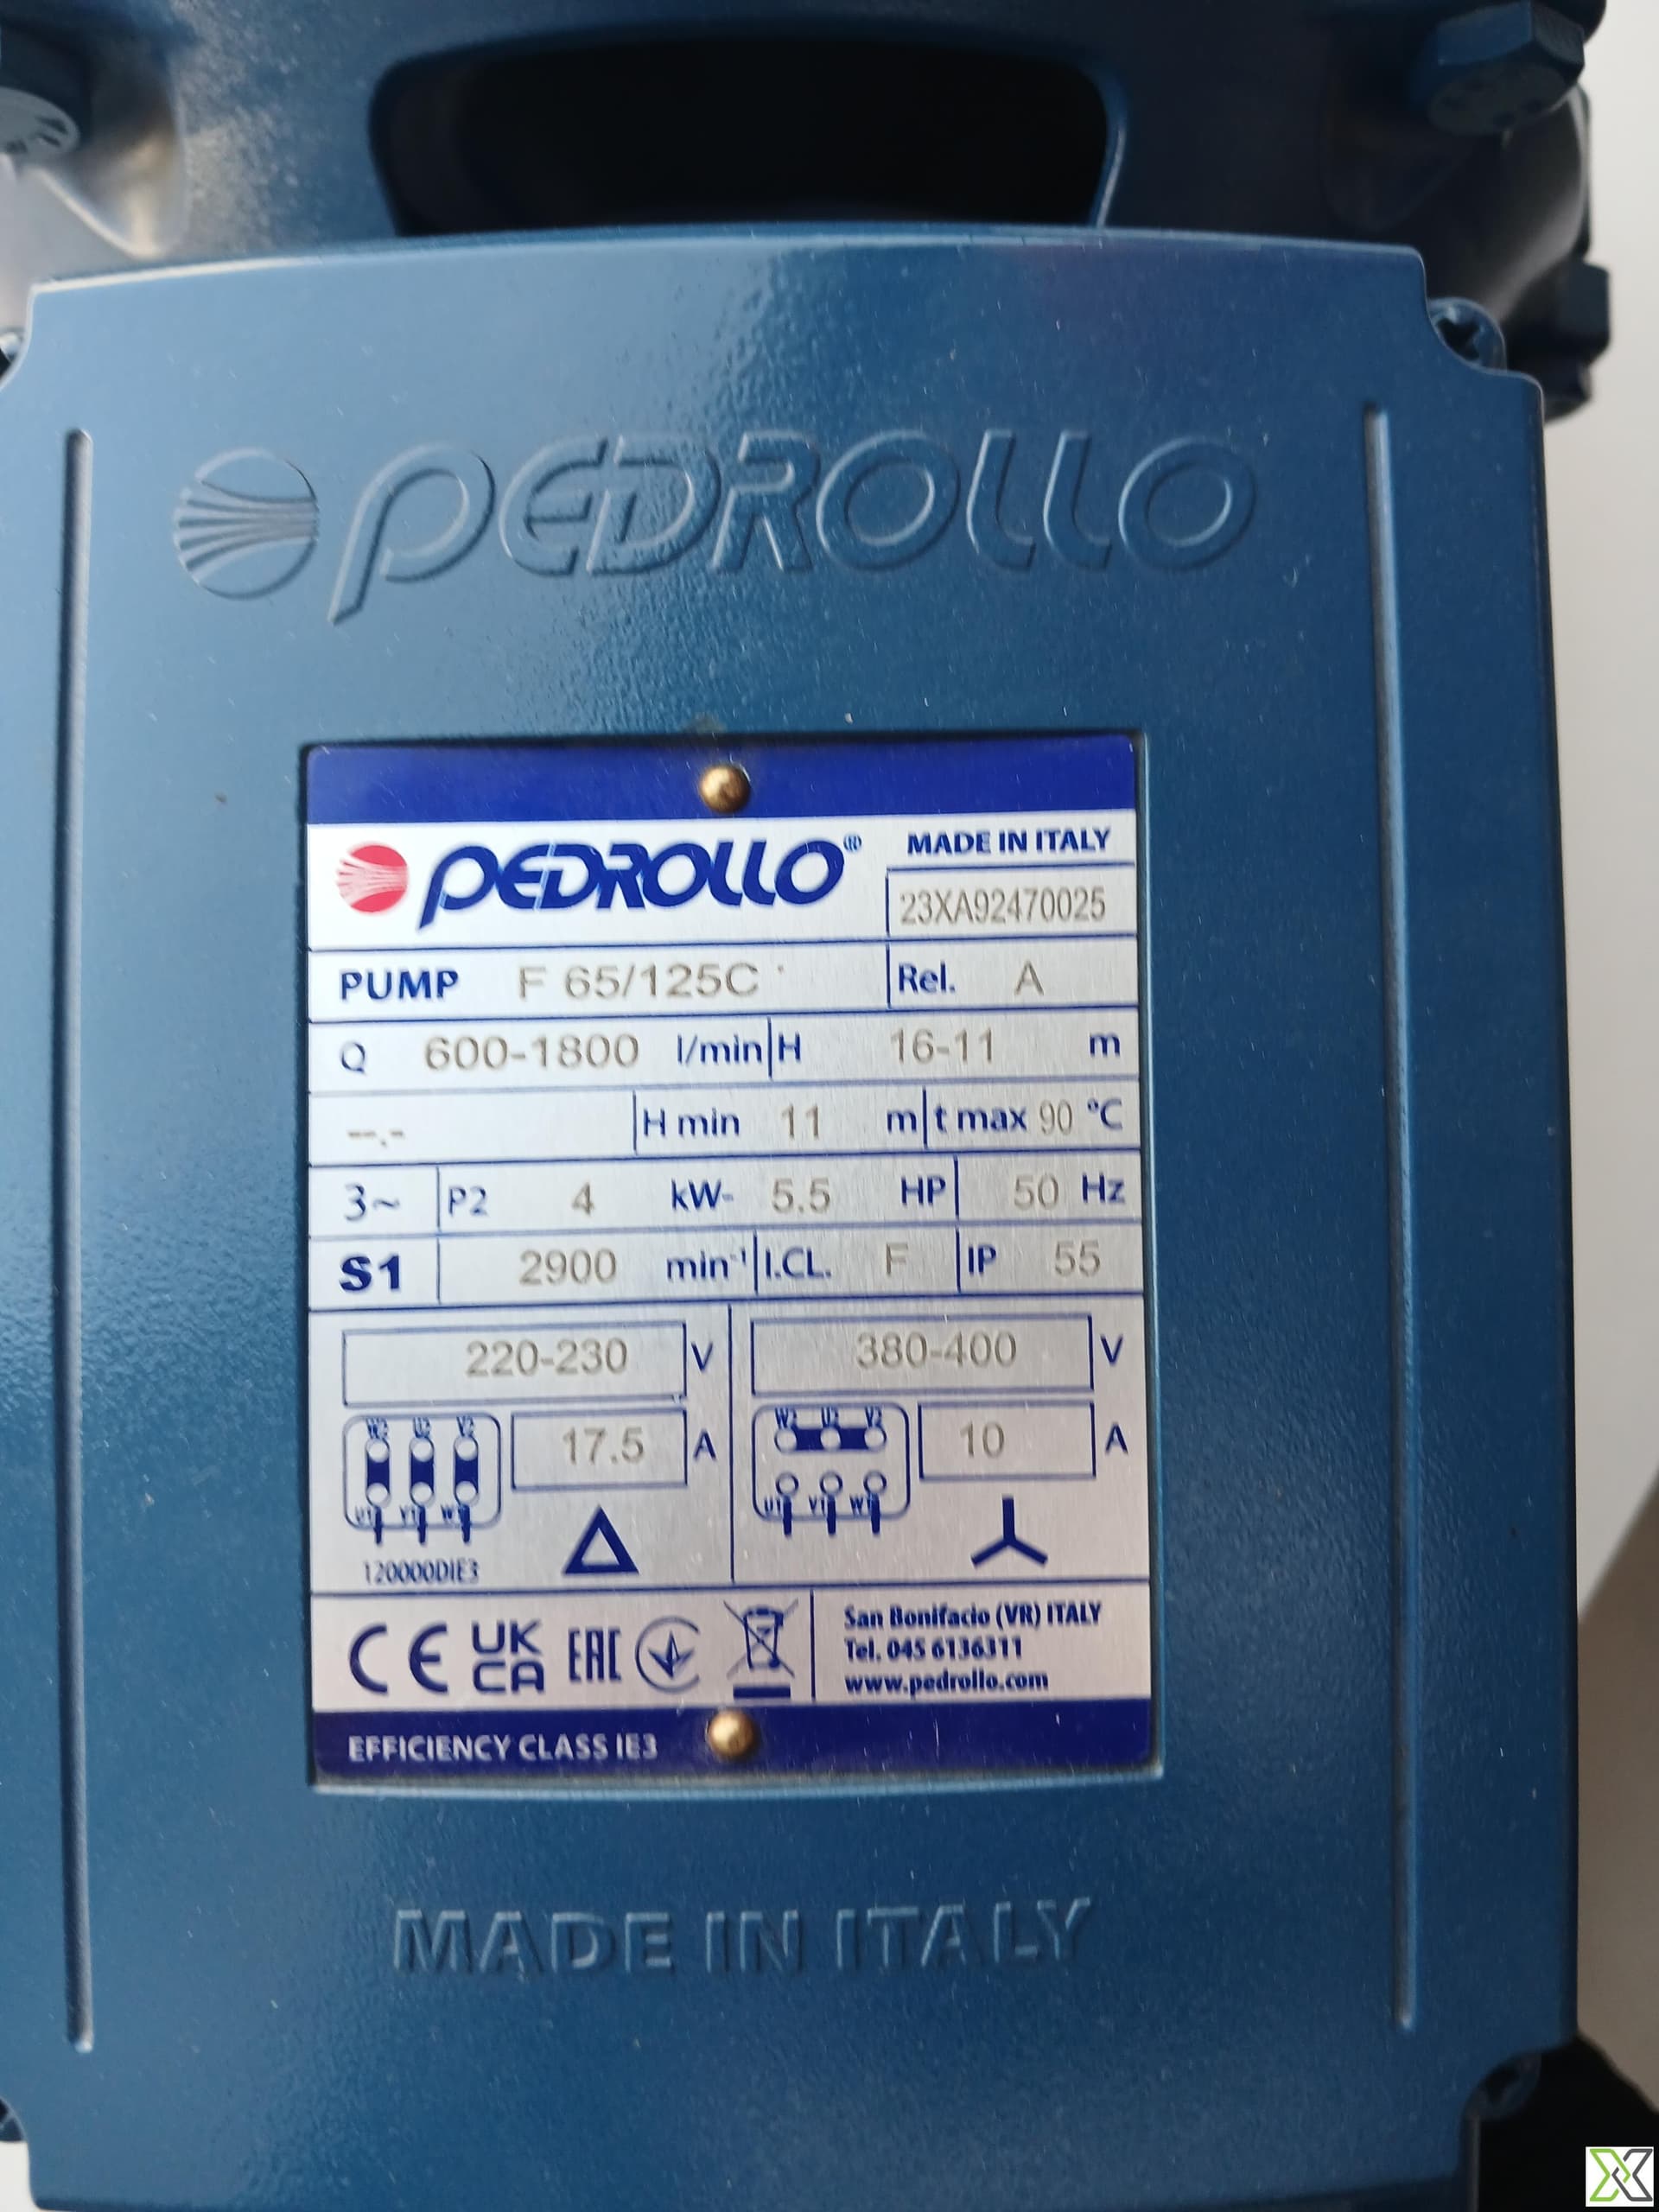 PEDROLLO
PEDROLLO® MADE IN ITALY
23XA92470025
PUMP F 65/125C Rel. A
Q 600-1800 l/min H 16-11 m
--.- H min 11 m t max 90 °C
3~ P2 4 kW- 5.5 HP 50 Hz
S1 2900 min-1 I.CL. F IP 55
220-230 V 380-400 V
W2 U2 V2 W2 U2 V2
17.5 A 10 A
U1 V1 W1 U1 V1 W1
120000DIE3
CE UKCA EAC
San Bonifacio (VR) ITALY
Tel. 045 6136311
www.pedrollo.com
EFFICIENCY CLASS IE3
MADE IN ITALY